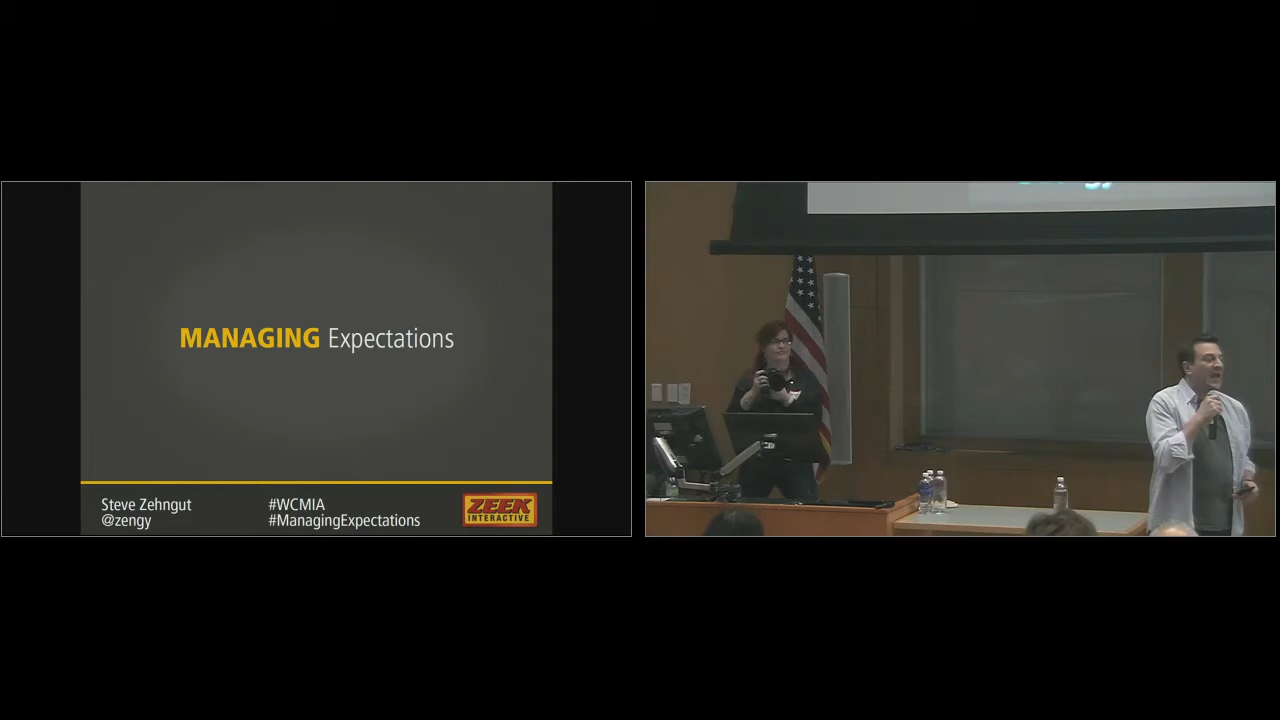 MANAGING Expectations
Steve Zehngut
@zengy
#WCMIA
#ManagingExpectations
ZEEK
INTERACTIVE